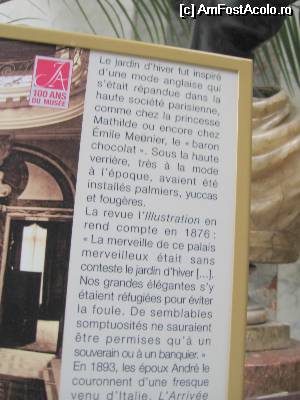 (c) AmFostAcolo.ro
JA
100 ANS
DU MUSÉE
Le jardin d'hiver fut inspiré
d'une mode anglaise qui
s'était répandue dans la
haute société parisienne,
comme chez la princesse
Mathilde ou encore chez
Émile Meunier, le « baron
chocolat ». Sous la haute
verrière, très à la mode
à l'époque, avaient été
installés palmiers, yuccas
et fougères.
La revue l'Illustration en
rend compte en 1876 :
« La merveille de ce palais
merveilleux était sans
conteste le jardin d'hiver [...].
Nos grandes élégantes s'y
étaient réfugiées pour éviter
la foule. De semblables
somptuosités ne sauraient
être permises qu'à un
souverain ou à un banquier. »
En 1893, les époux André le
couronnent d'une fresque
venu d'Italie, L'Arrivée